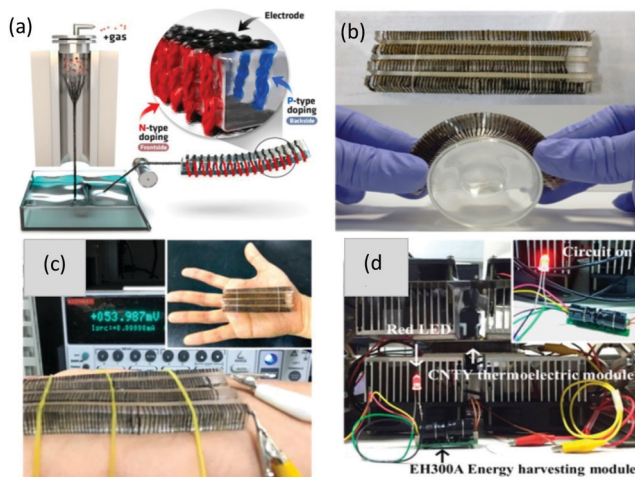 (a)
+gas
Electrode
N-type
doping
Frontside
P-type
doping
Backside
(b)
(c)
+053.987mV
(d)
Circuit on
Red LED
CNTY thermoelectric module
EH300A Energy harvesting module